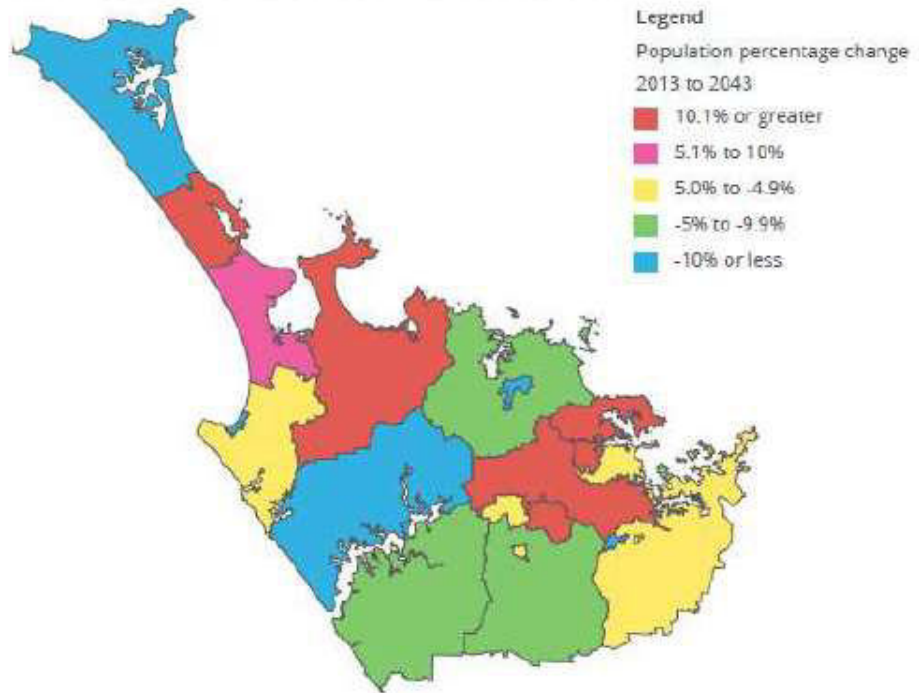 Legend
Population percentage change
2013 to 2043
10.1% or greater
5.1% to 10%
5.0% to -4.9%
-5% to -9.9%
-10% or less